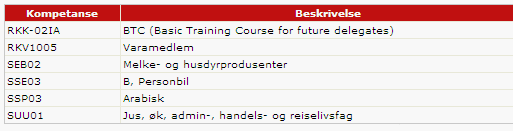 Kompetanse Beskrivelse
RKK-02IA BTC (Basic Training Course for future delegates)
RKV1005 Varamedlem
SEB02 Melke- og husdyrprodusenter
SSE03 B, Personbil
SSP03 Arabisk
SUU01 Jus, øk, admin-, handels- og reiselivsfag